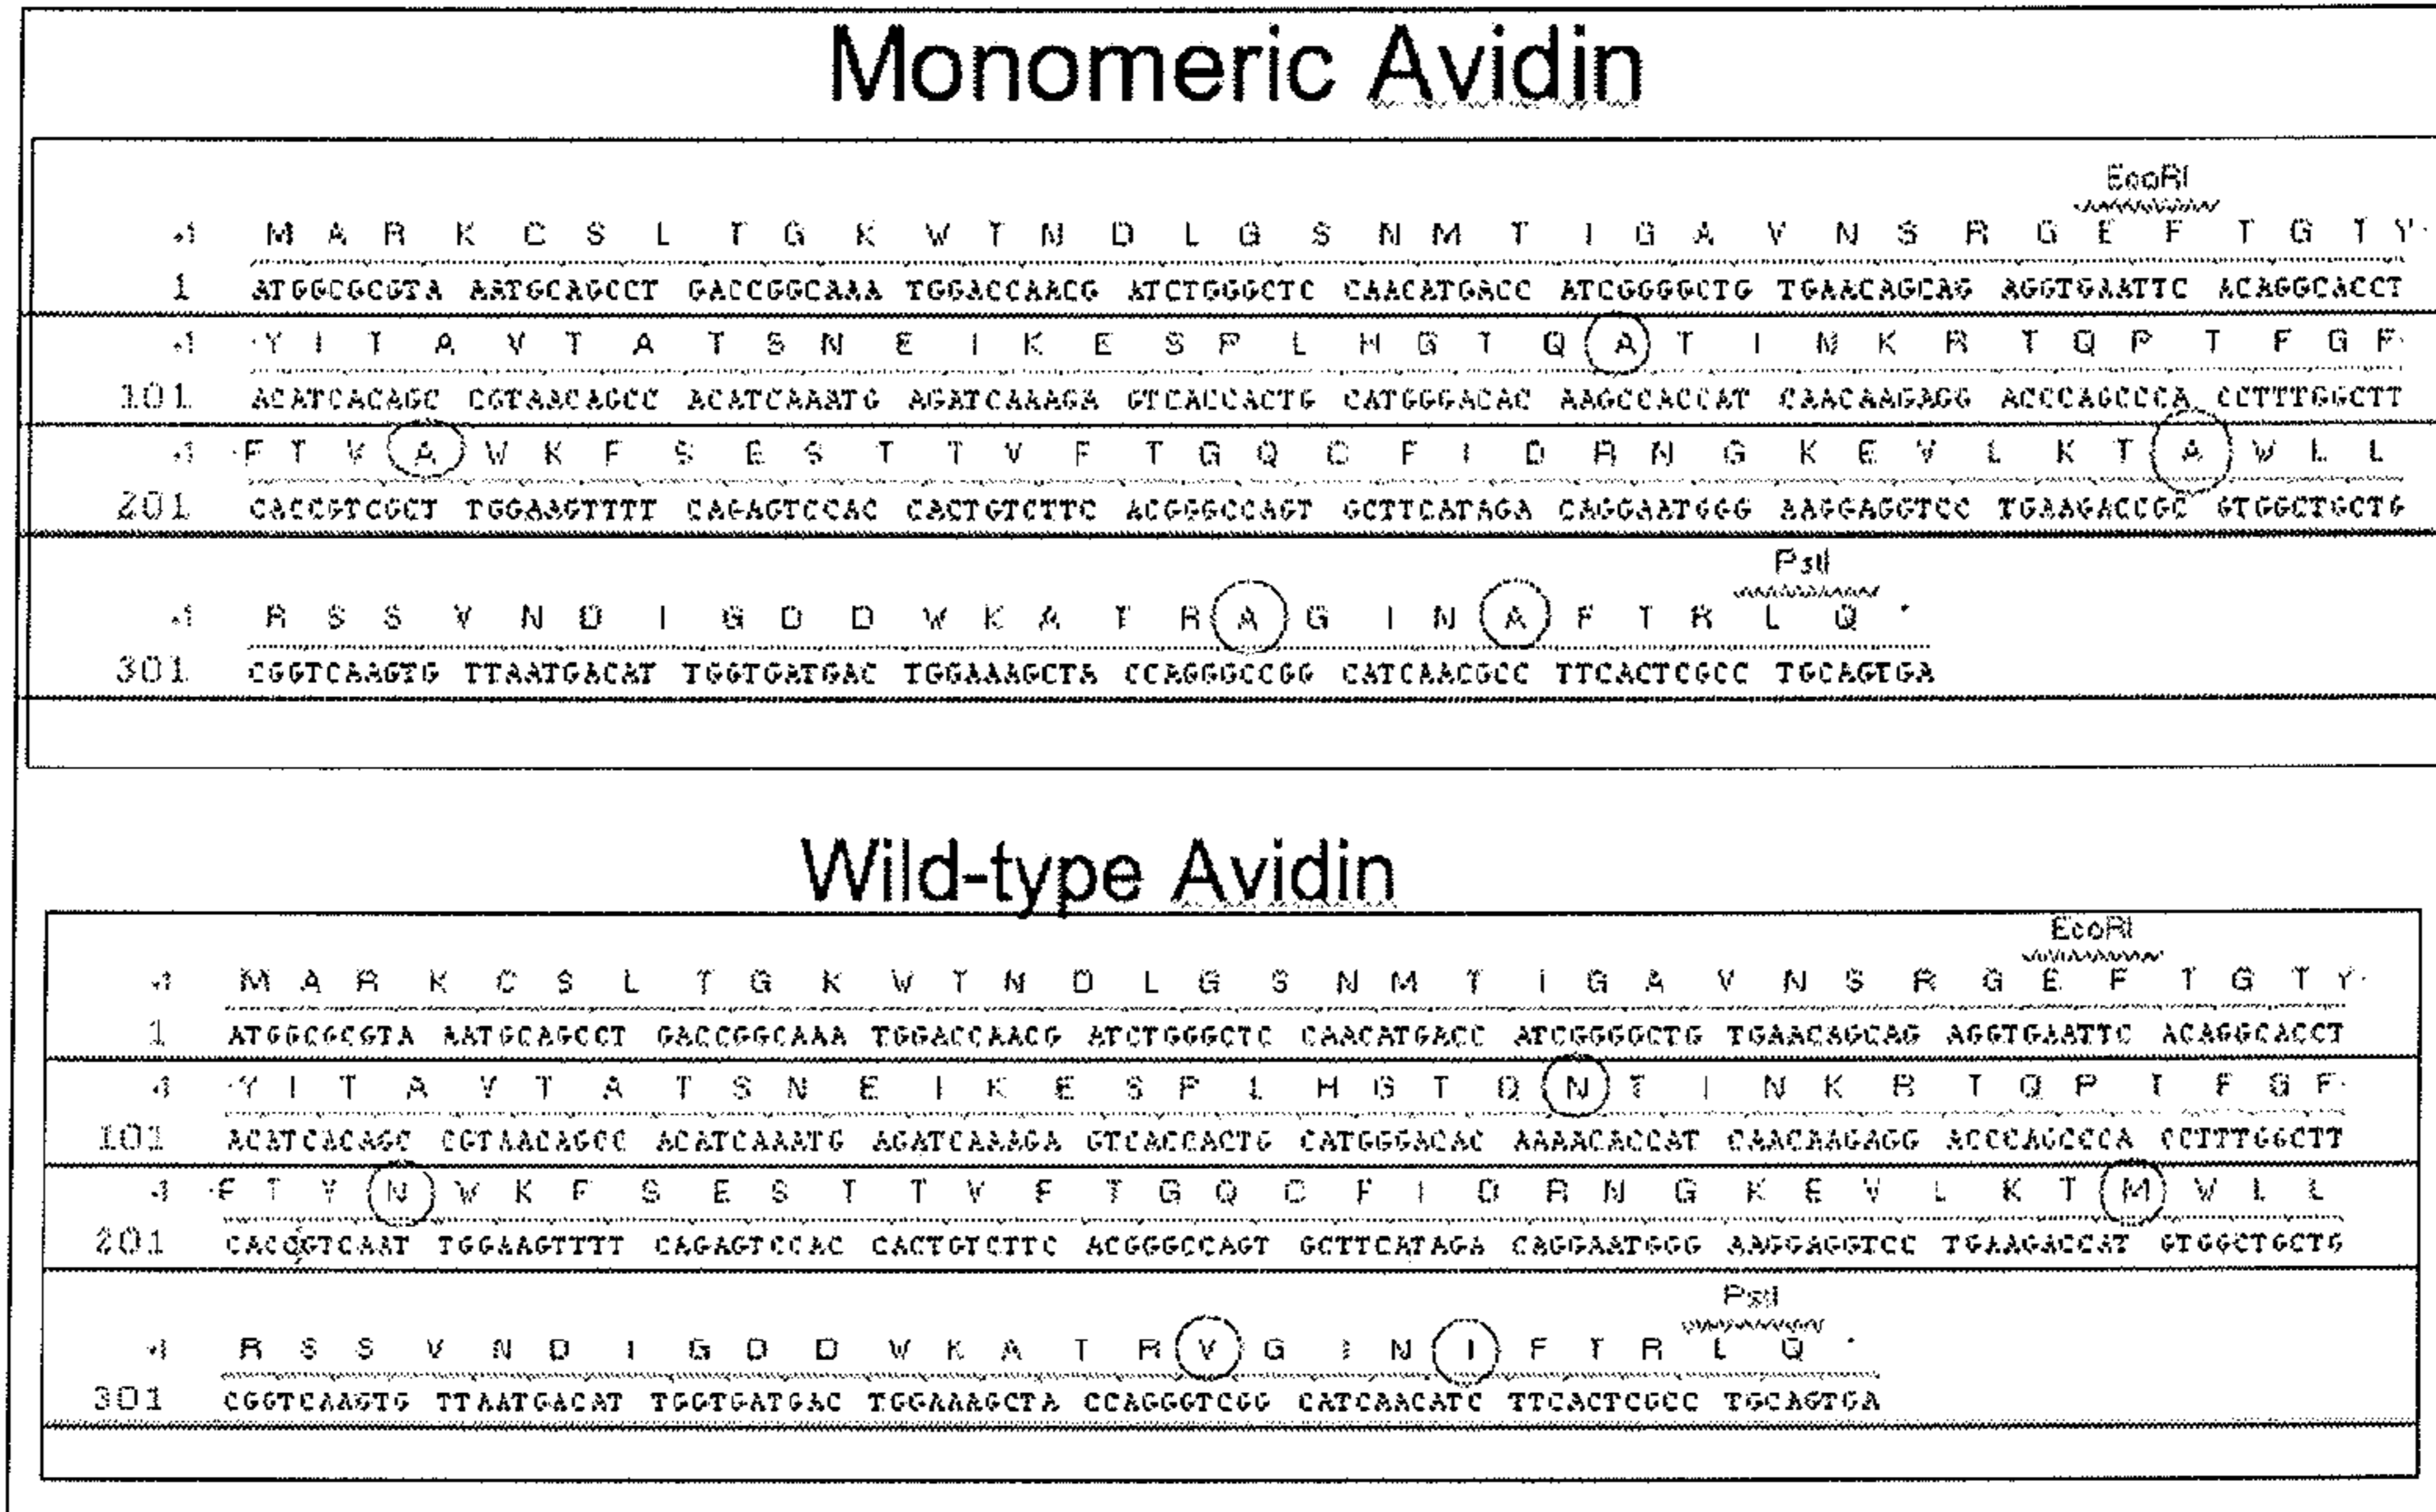 Monomeric Avidin
EcoRI
+1 M A R K C S L T G K W T N D L G S N M T I G A V N S R G E F T G T Y·
1 ATGGCGCGTA AATGCAGCCT GACCGGCAAA TGGACCAACG ATCTGGGCTC CAACATGACC ATCGGGGCTG TGAACAGCAG AGGTGAATTC ACAGGCACCT
+1 ·Y I T A V T A T S N E I K E S P L H G T Q A T I N K R T Q P T F G F·
101 ACATCACAGC CGTAACAGCC ACATCAAATG AGATCAAAGA GTCACCACTG CATGGGACAC AAGCCACCAT CAACAAGAGG ACCCAGCCCA CCTTTGGCTT
+1 ·F T V A W K F S E S T T V F T G Q C F I D R N G K E V L K T A W L L
201 CACCGTCGCT TGGAAGTTTT CAGAGTCCAC CACTGTCTTC ACGGGCCAGT GCTTCATAGA CAGGAATGGG AAGGAGGTCC TGAAGACCGC GTGGCTGCTG
PstI
+1 R S S V N D I G D D W K A T R A G I N A F T R L Q *
301 CGGTCAAGTG TTAATGACAT TGGTGATGAC TGGAAAGCTA CCAGGGCCGG CATCAACGCC TTCACTCGCC TGCAGTGA
Wild-type Avidin
EcoRI
+1 M A R K C S L T G K W T N D L G S N M T I G A V N S R G E F T G T Y·
1 ATGGCGCGTA AATGCAGCCT GACCGGCAAA TGGACCAACG ATCTGGGCTC CAACATGACC ATCGGGGCTG TGAACAGCAG AGGTGAATTC ACAGGCACCT
+1 ·Y I T A V T A T S N E I K E S P L H G T Q N T I N K R T Q P T F G F·
101 ACATCACAGC CGTAACAGCC ACATCAAATG AGATCAAAGA GTCACCACTG CATGGGACAC AAAACACCAT CAACAAGAGG ACCCAGCCCA CCTTTGGCTT
+1 ·F T V N W K F S E S T T V F T G Q C F I D R N G K E V L K T M W L L
201 CACCGTCAAT TGGAAGTTTT CAGAGTCCAC CACTGTCTTC ACGGGCCAGT GCTTCATAGA CAGGAATGGG AAGGAGGTCC TGAAGACCAT GTGGCTGCTG
PstI
+1 R S S V N D I G D D W K A T R V G I N I F T R L Q *
301 CGGTCAAGTG TTAATGACAT TGGTGATGAC TGGAAAGCTA CCAGGGTCGG CATCAACATC TTCACTCGCC TGCAGTGA